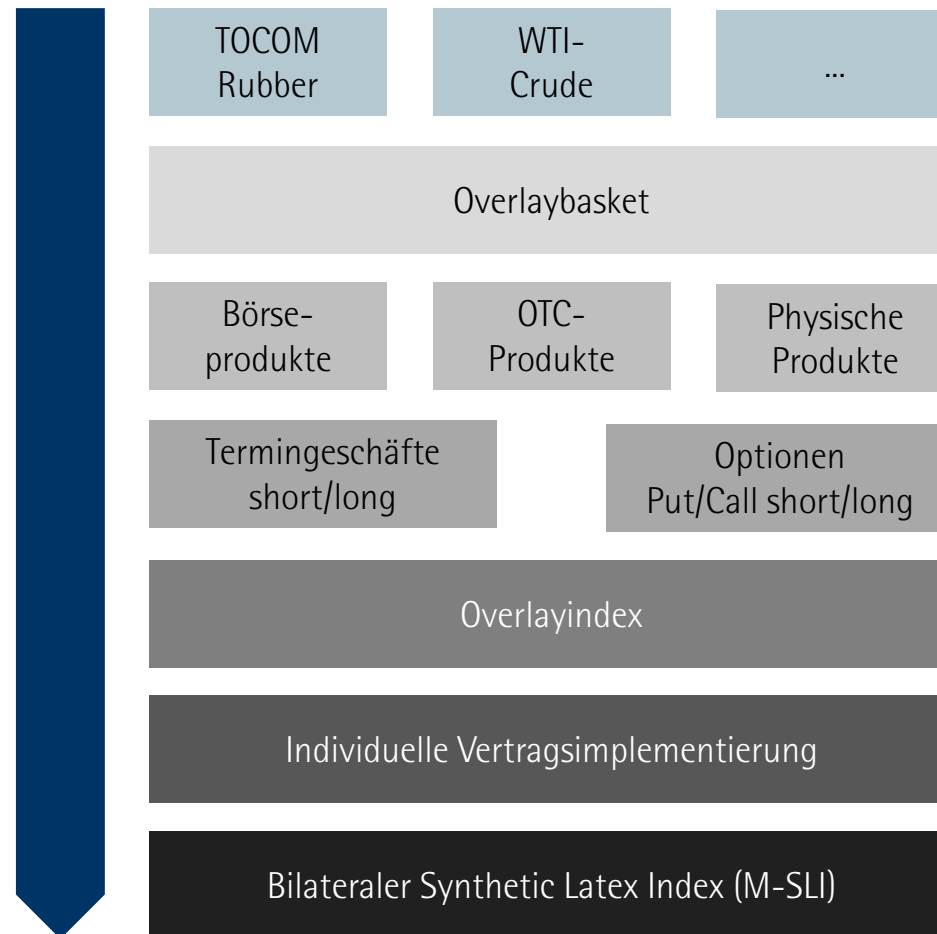 TOCOM
Rubber
WTI-
Crude
...
Overlaybasket
Börse-
produkte
OTC-
Produkte
Physische
Produkte
Termingeschäfte
short/long
Optionen
Put/Call short/long
Overlayindex
Individuelle Vertragsimplementierung
Bilateraler Synthetic Latex Index (M-SLI)